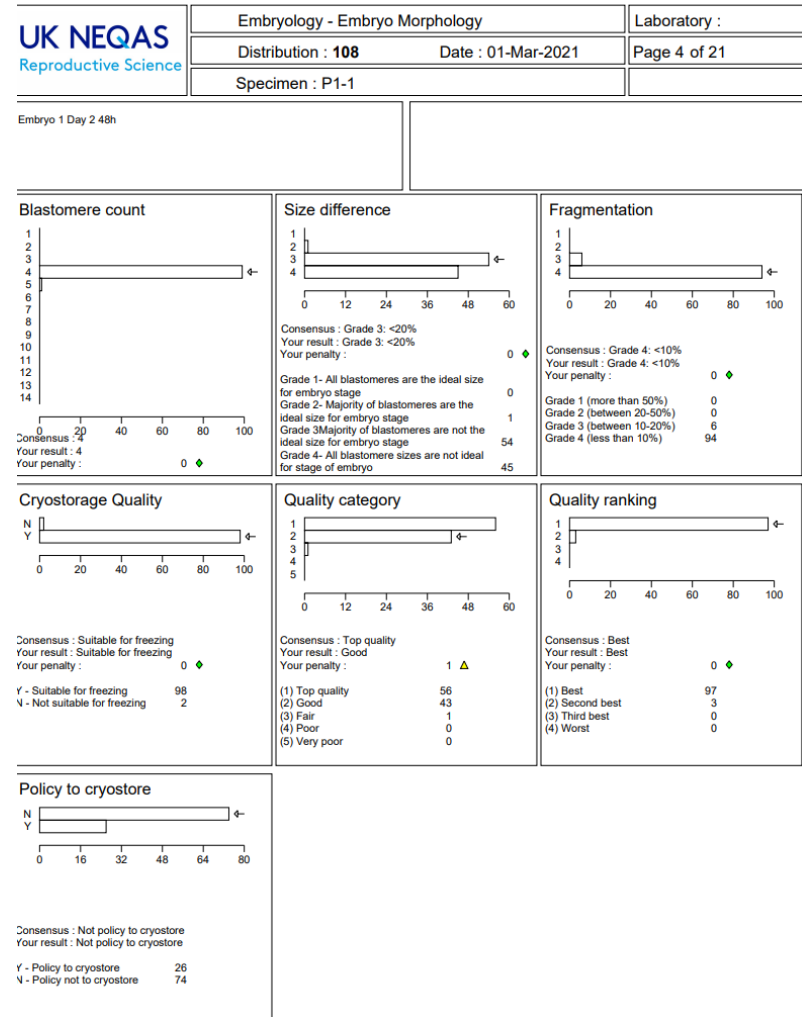 UK NEQAS
Reproductive Science
Embryology - Embryo Morphology
Laboratory :
Distribution : 108 Date : 01-Mar-2021
Page 4 of 21
Specimen : P1-1
Embryo 1 Day 2 48h
Blastomere count
1
2
3
4
5
6
7
8
9
10
11
12
13
14
0 20 40 60 80 100
Consensus : 4
Your result : 4
Your penalty : 0
Size difference
1
2
3
4
0 12 24 36 48 60
Consensus : Grade 3: <20%
Your result : Grade 3: <20%
Your penalty : 0
Grade 1- All blastomeres are the ideal size
for embryo stage 0
Grade 2- Majority of blastomeres are the
ideal size for embryo stage 1
Grade 3Majority of blastomeres are not the
ideal size for embryo stage 54
Grade 4- All blastomere sizes are not ideal
for stage of embryo 45
Fragmentation
1
2
3
4
0 20 40 60 80 100
Consensus : Grade 4: <10%
Your result : Grade 4: <10%
Your penalty : 0
Grade 1 (more than 50%) 0
Grade 2 (between 20-50%) 0
Grade 3 (between 10-20%) 6
Grade 4 (less than 10%) 94
Cryostorage Quality
N
Y
0 20 40 60 80 100
Consensus : Suitable for freezing
Your result : Suitable for freezing
Your penalty : 0
Y - Suitable for freezing 98
N - Not suitable for freezing 2
Quality category
1
2
3
4
5
0 12 24 36 48 60
Consensus : Top quality
Your result : Good
Your penalty : 1
(1) Top quality 56
(2) Good 43
(3) Fair 1
(4) Poor 0
(5) Very poor 0
Quality ranking
1
2
3
4
0 20 40 60 80 100
Consensus : Best
Your result : Best
Your penalty : 0
(1) Best 97
(2) Second best 3
(3) Third best 0
(4) Worst 0
Policy to cryostore
N
Y
0 16 32 48 64 80
Consensus : Not policy to cryostore
Your result : Not policy to cryostore
Y - Policy to cryostore 26
N - Policy not to cryostore 74